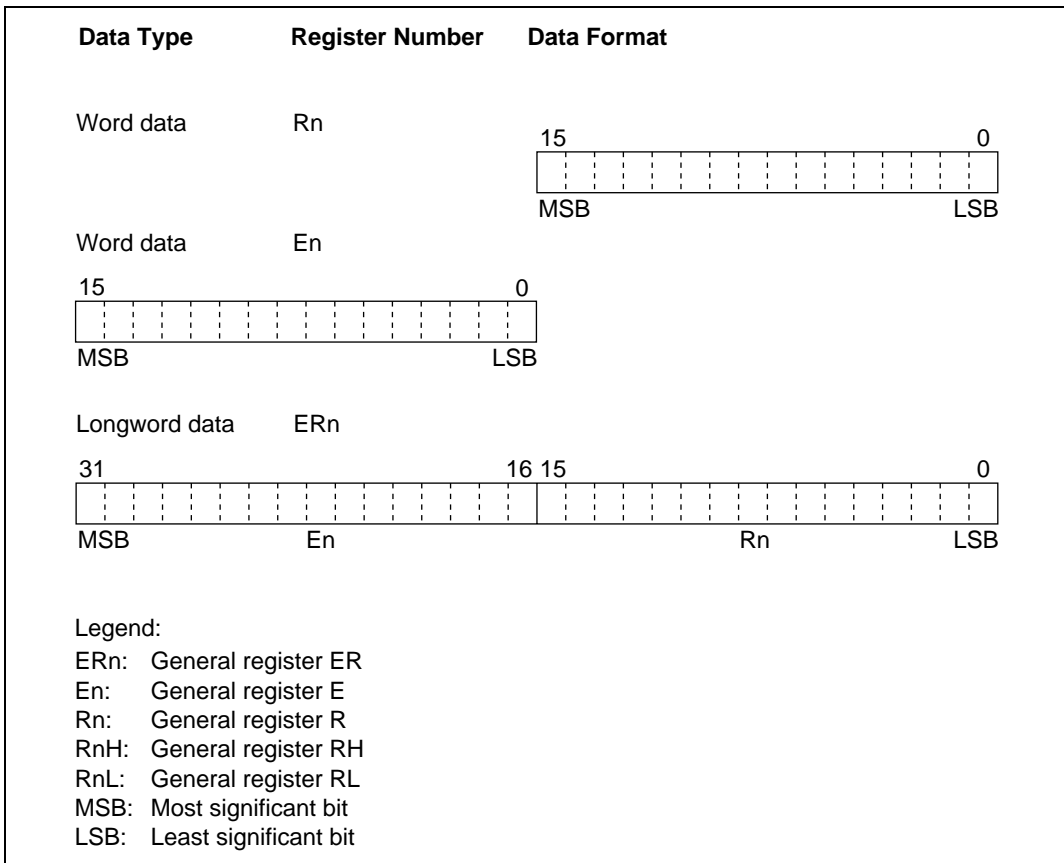 Data Type Register Number Data Format
Word data Rn
15 0
MSB LSB
Word data En
15 0
MSB LSB
Longword data ERn
31 16 15 0
MSB En Rn LSB
Legend:
ERn: General register ER
En: General register E
Rn: General register R
RnH: General register RH
RnL: General register RL
MSB: Most significant bit
LSB: Least significant bit